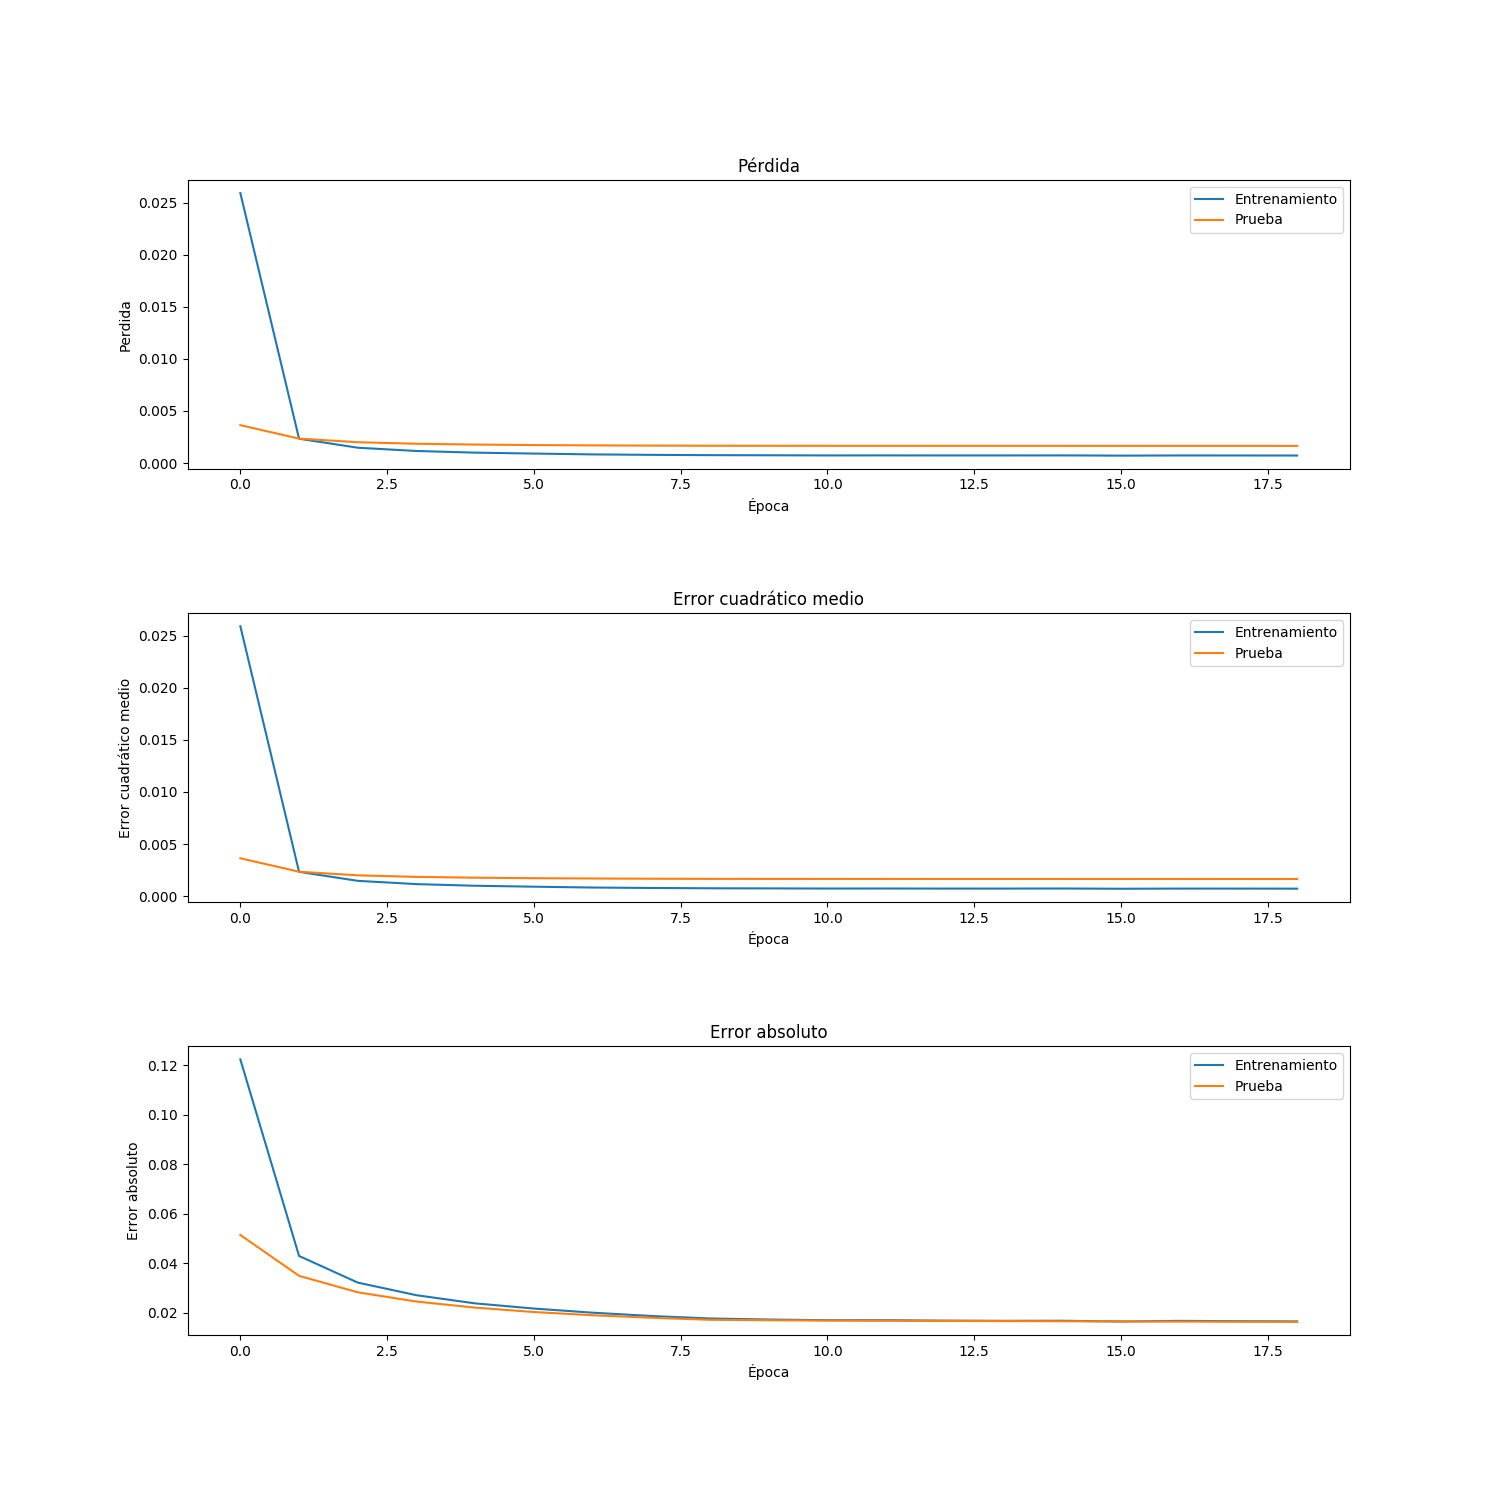 Pérdida
0.025
0.020
0.015
0.010
0.005
0.000
Perdida
Entrenamiento
Prueba
0.0 2.5 5.0 7.5 10.0 12.5 15.0 17.5
Época
Error cuadrático medio
0.025
0.020
0.015
0.010
0.005
0.000
Error cuadrático medio
Entrenamiento
Prueba
0.0 2.5 5.0 7.5 10.0 12.5 15.0 17.5
Época
Error absoluto
0.12
0.10
0.08
0.06
0.04
0.02
Error absoluto
Entrenamiento
Prueba
0.0 2.5 5.0 7.5 10.0 12.5 15.0 17.5
Época